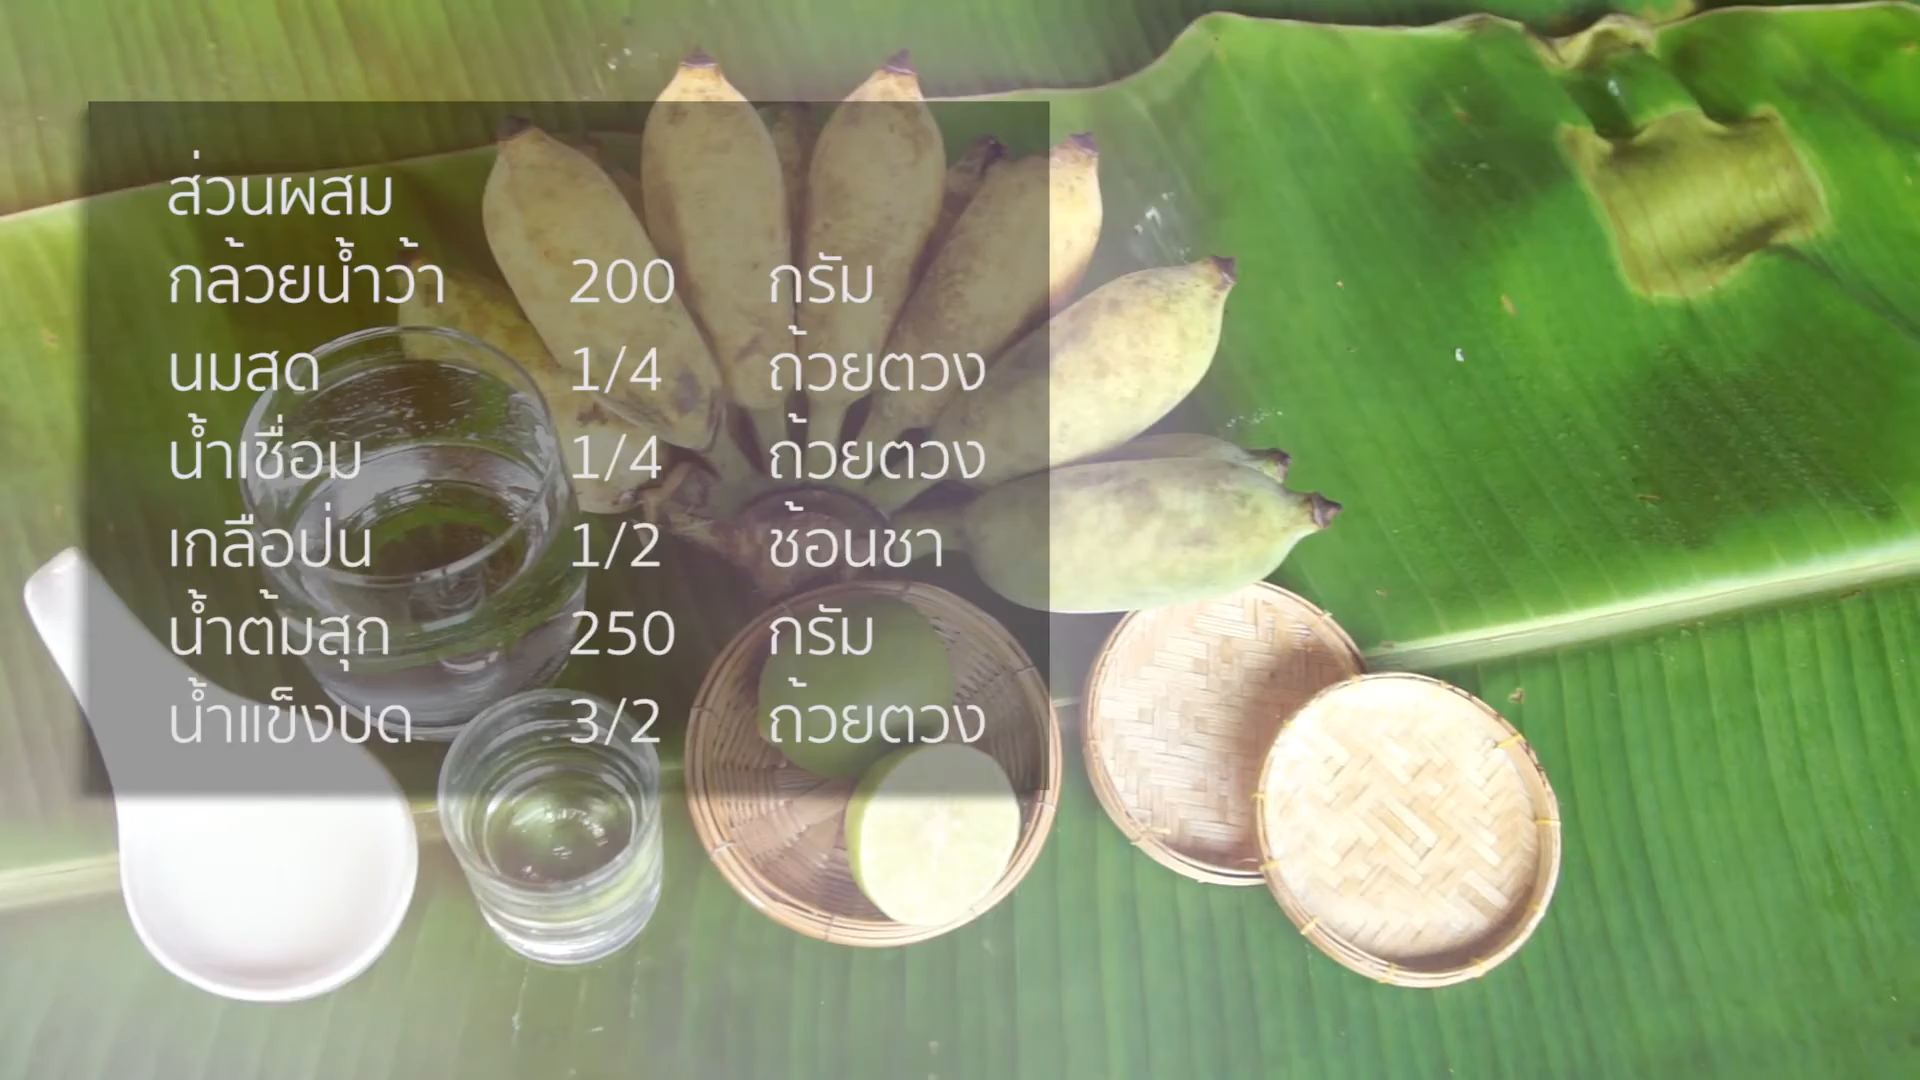 ส่วนผสม
กล้วยน้ำว้า 200 กรัม
นมสด 1/4 ถ้วยตวง
น้ำเชื่อม 1/4 ถ้วยตวง
เกลือป่น 1/2 ช้อนชา
น้ำต้มสุก 250 กรัม
น้ำแข็งบด 3/2 ถ้วยตวง